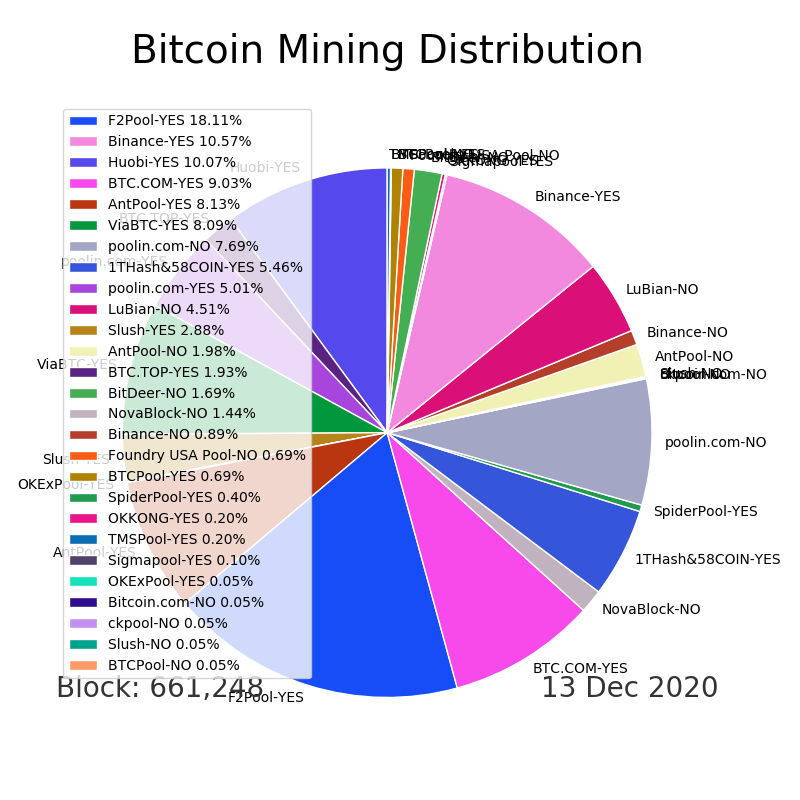 Bitcoin Mining Distribution
F2Pool-YES 18.11%
Binance-YES 10.57%
Huobi-YES 10.07%
BTC.COM-YES 9.03%
AntPool-YES 8.13%
ViaBTC-YES 8.09%
poolin.com-NO 7.69%
1THash&58COIN-YES 5.46%
poolin.com-YES 5.01%
LuBian-NO 4.51%
Slush-YES 2.88%
AntPool-NO 1.98%
BTC.TOP-YES 1.93%
BitDeer-NO 1.69%
NovaBlock-NO 1.44%
Binance-NO 0.89%
Foundry USA Pool-NO 0.69%
BTCPool-YES 0.69%
SpiderPool-YES 0.40%
OKKONG-YES 0.20%
TMSPool-YES 0.20%
Sigmapool-YES 0.10%
OKExPool-YES 0.05%
Bitcoin.com-NO 0.05%
ckpool-NO 0.05%
Slush-NO 0.05%
BTCPool-NO 0.05%
Huobi-YES
BTC.TOP-YES
poolin.com-YES
ViaBTC-YES
Slush-YES
OKExPool-YES
AntPool-YES
F2Pool-YES
Sigmapool-YES
Binance-YES
LuBian-NO
Binance-NO
AntPool-NO
poolin.com-NO
SpiderPool-YES
1THash&58COIN-YES
NovaBlock-NO
BTC.COM-YES
Block: 661,248
13 Dec 2020